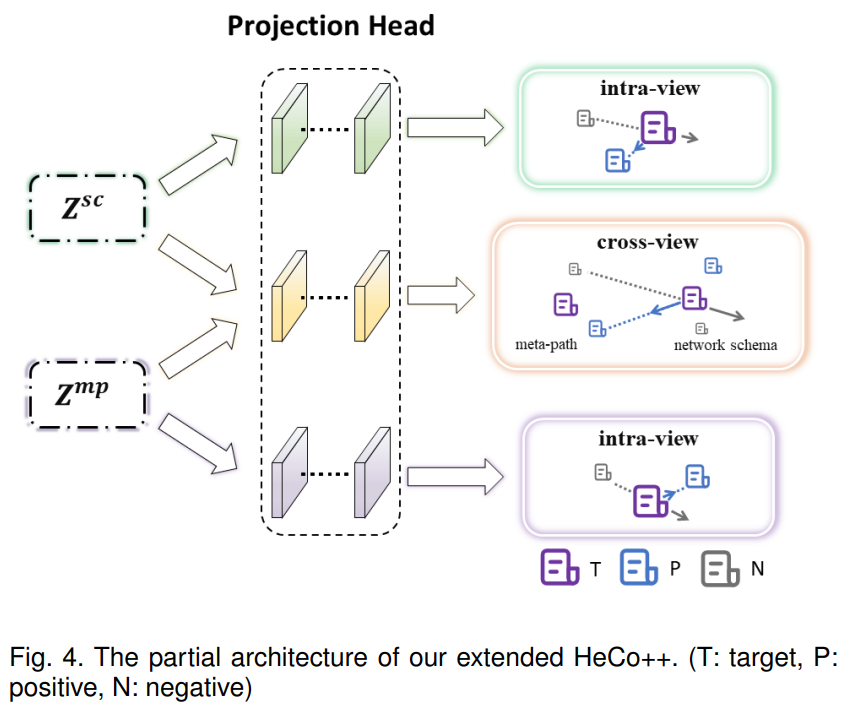 Projection Head
intra-view
Z^sc
cross-view
meta-path
network schema
Z^mp
intra-view
T P N
Fig. 4. The partial architecture of our extended HeCo++. (T: target, P:
positive, N: negative)